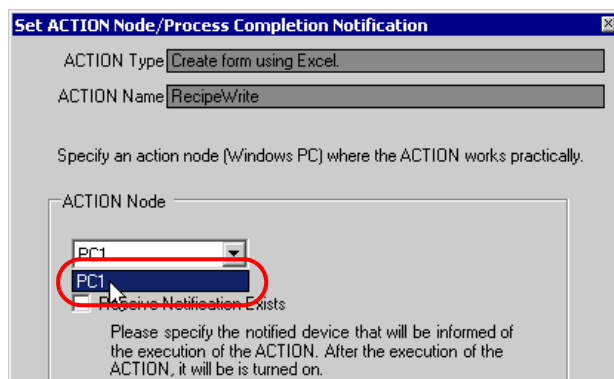 Set ACTION Node/Process Completion Notification
ACTION Type Create form using Excel.
ACTION Name RecipeWrite
Specify an action node (Windows PC) where the ACTION works practically.
ACTION Node
PC1
PC1
Receive Notification Exists
Please specify the notified device that will be informed of
the execution of the ACTION. After the execution of the
ACTION, it will be is turned on.